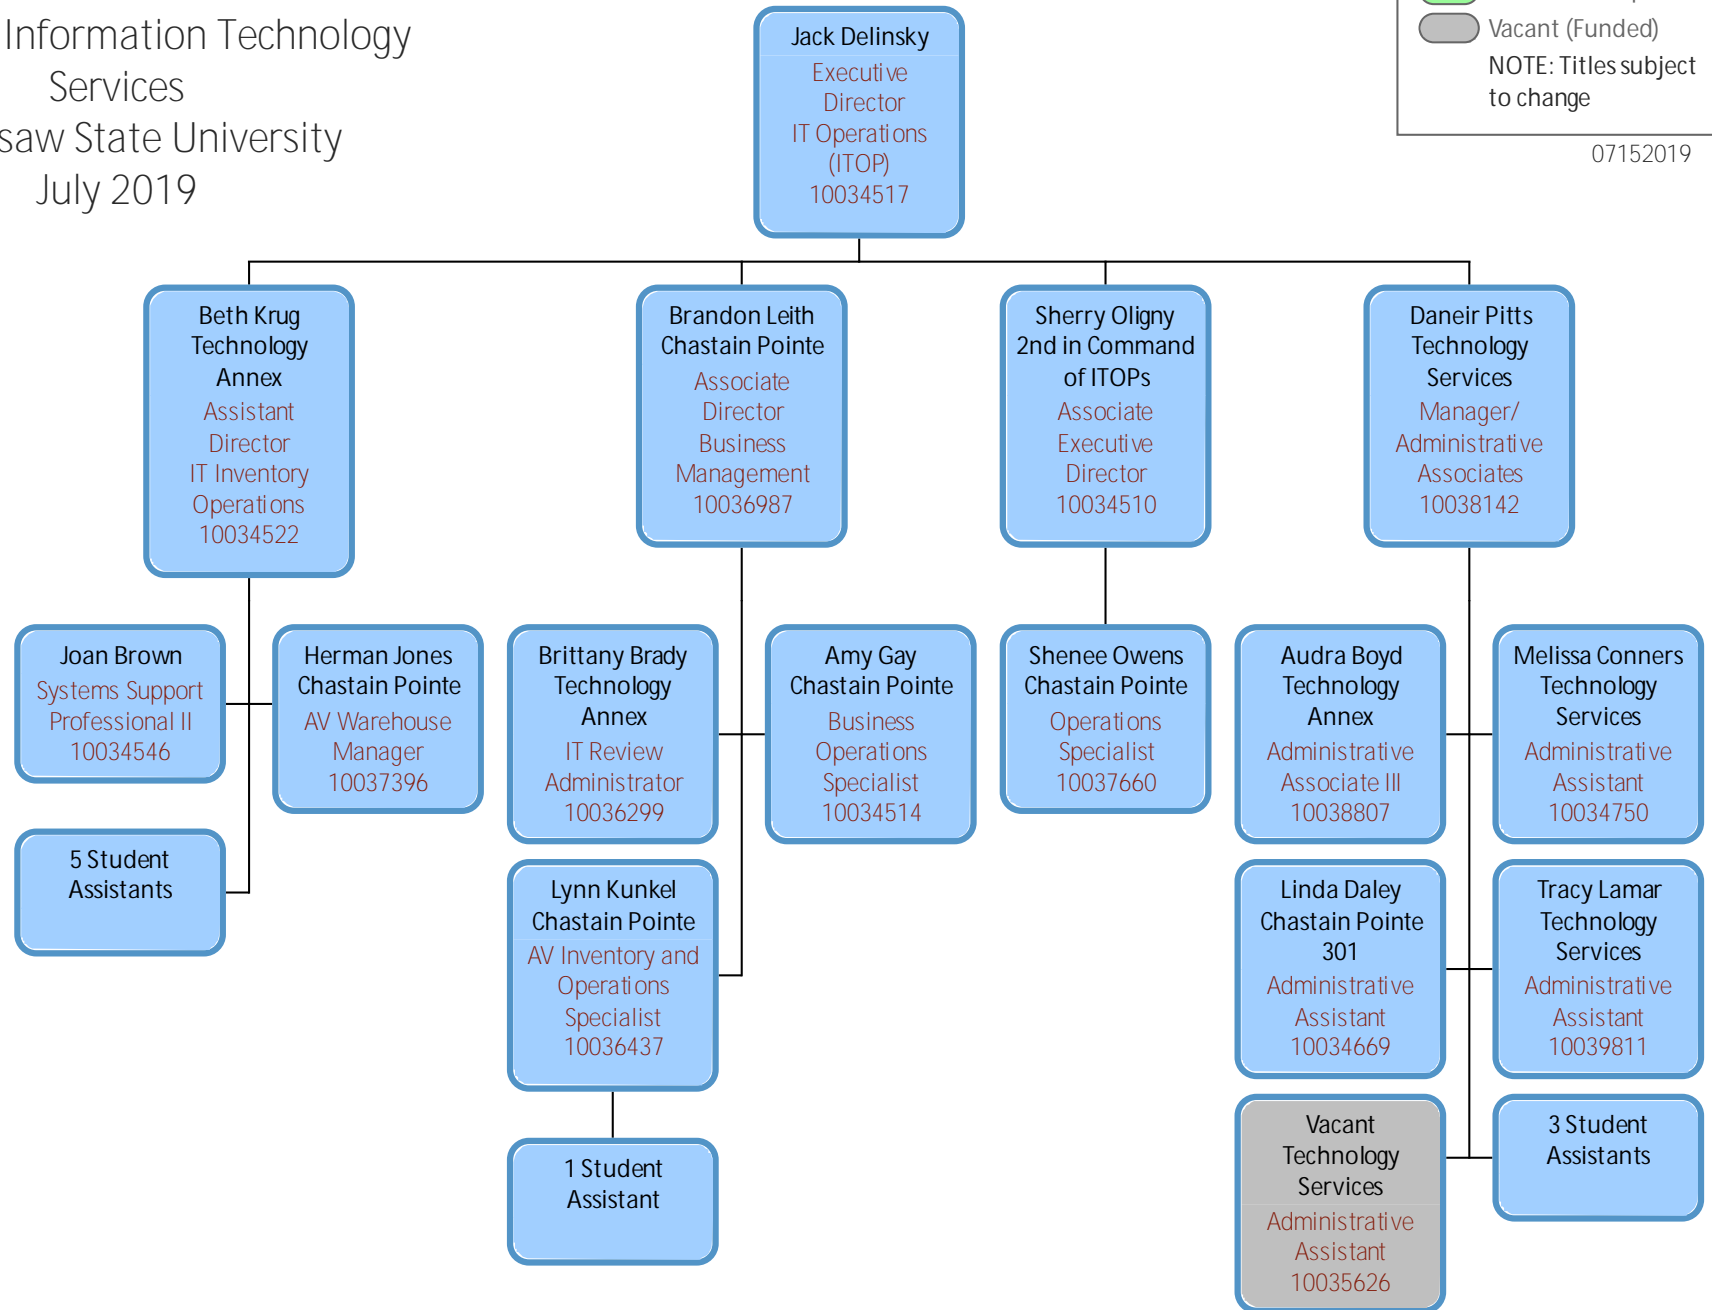 Information Technology
Services
saw State University
July 2019
Vacant (Funded)
NOTE: Titles subject
to change
07152019
Jack Delinsky
Executive
Director
IT Operations
(ITOP)
10034517
Beth Krug
Technology
Annex
Assistant
Director
IT Inventory
Operations
10034522
Brandon Leith
Chastain Pointe
Associate
Director
Business
Management
10036987
Sherry Oligny
2nd in Command
of ITOPs
Associate
Executive
Director
10034510
Daneir Pitts
Technology
Services
Manager/
Administrative
Associates
10038142
Joan Brown
Systems Support
Professional II
10034546
Herman Jones
Chastain Pointe
AV Warehouse
Manager
10037396
Brittany Brady
Technology
Annex
IT Review
Administrator
10036299
Amy Gay
Chastain Pointe
Business
Operations
Specialist
10034514
Shenee Owens
Chastain Pointe
Operations
Specialist
10037660
Audra Boyd
Technology
Annex
Administrative
Associate III
10038807
Melissa Conners
Technology
Services
Administrative
Assistant
10034750
5 Student
Assistants
Lynn Kunkel
Chastain Pointe
AV Inventory and
Operations
Specialist
10036437
Linda Daley
Chastain Pointe
301
Administrative
Assistant
10034669
Tracy Lamar
Technology
Services
Administrative
Assistant
10039811
1 Student
Assistant
Vacant
Technology
Services
Administrative
Assistant
10035626
3 Student
Assistants